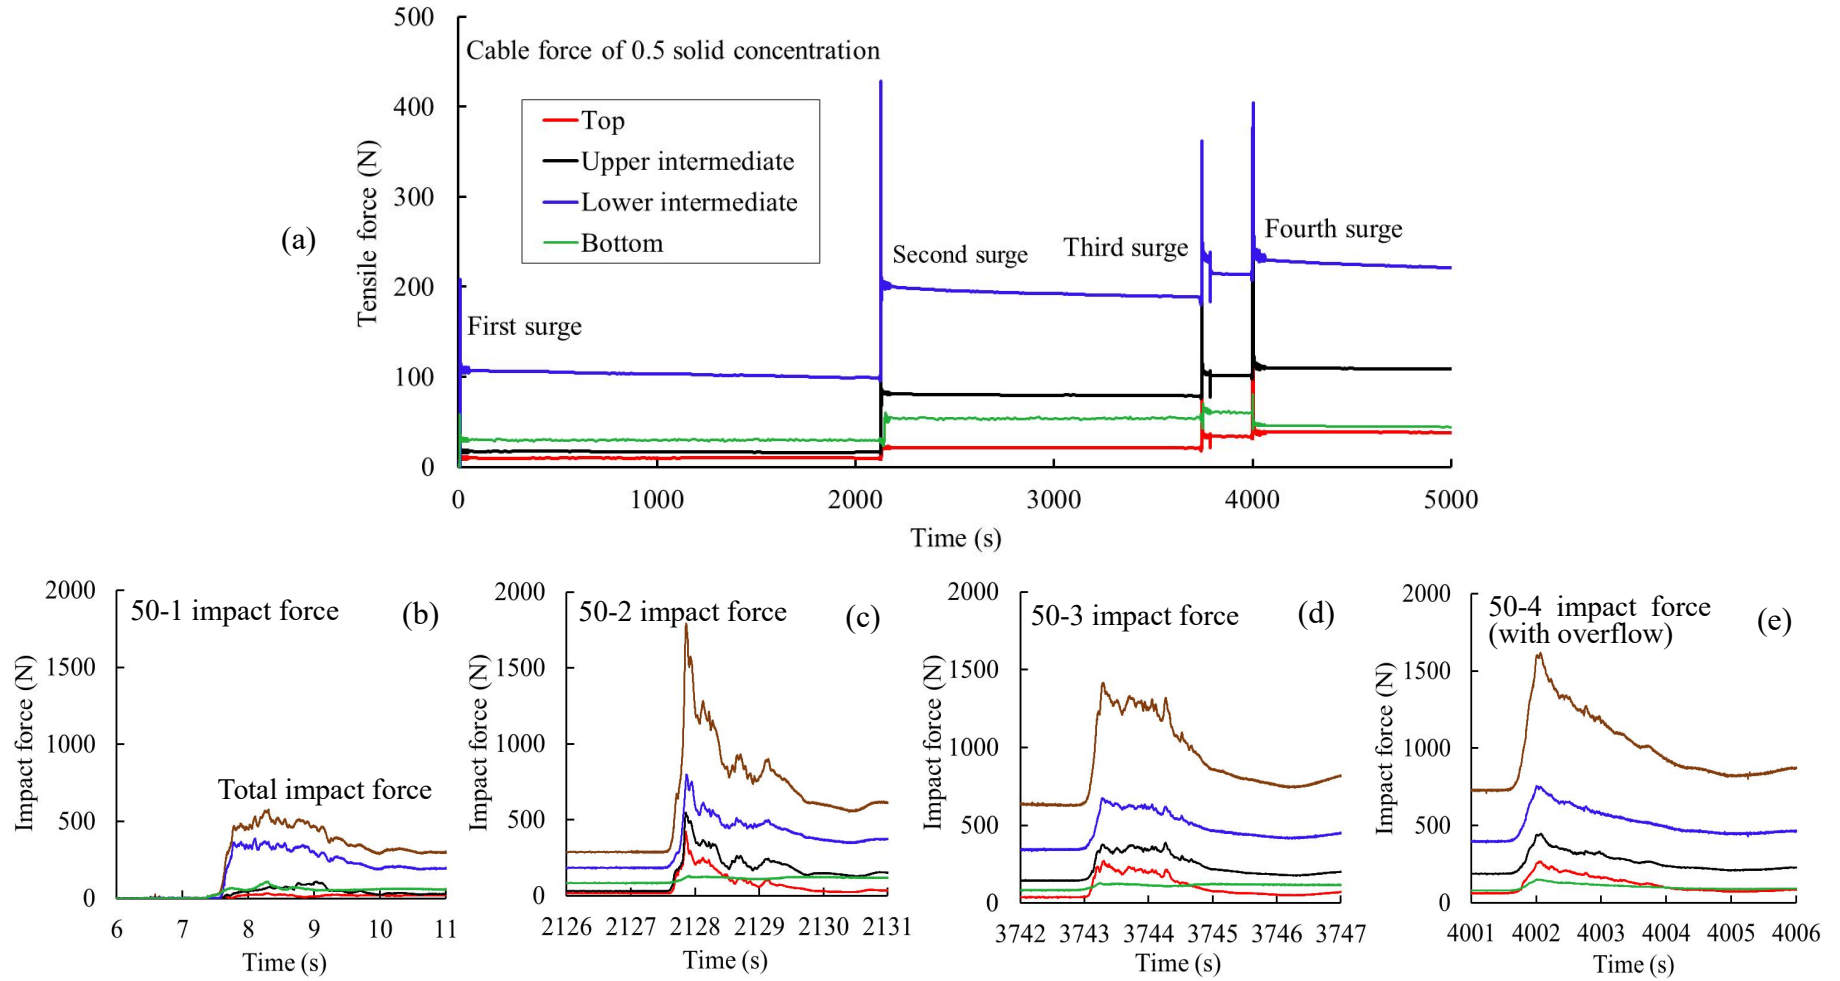 500
Cable force of 0.5 solid concentration
400
Top
Upper intermediate
Lower intermediate
Bottom
300
(a)
Tensile force (N)
Fourth surge
Second surge
Third surge
200
First surge
100
0
0 1000 2000 3000 4000 5000
Time (s)
2000
50-1 impact force (b)
1500
Impact force (N)
1000
Total impact force
500
0
6 7 8 9 10 11
Time (s)
2000
50-2 impact force (c)
1500
Impact force (N)
1000
500
0
2126 2127 2128 2129 2130 2131
Time (s)
2000
50-3 impact force (d)
1500
Impact force (N)
1000
500
0
3742 3743 3744 3745 3746 3747
Time (s)
2000
50-4 impact force
(with overflow) (e)
1500
Impact force (N)
1000
500
0
4001 4002 4003 4004 4005 4006
Time (s)